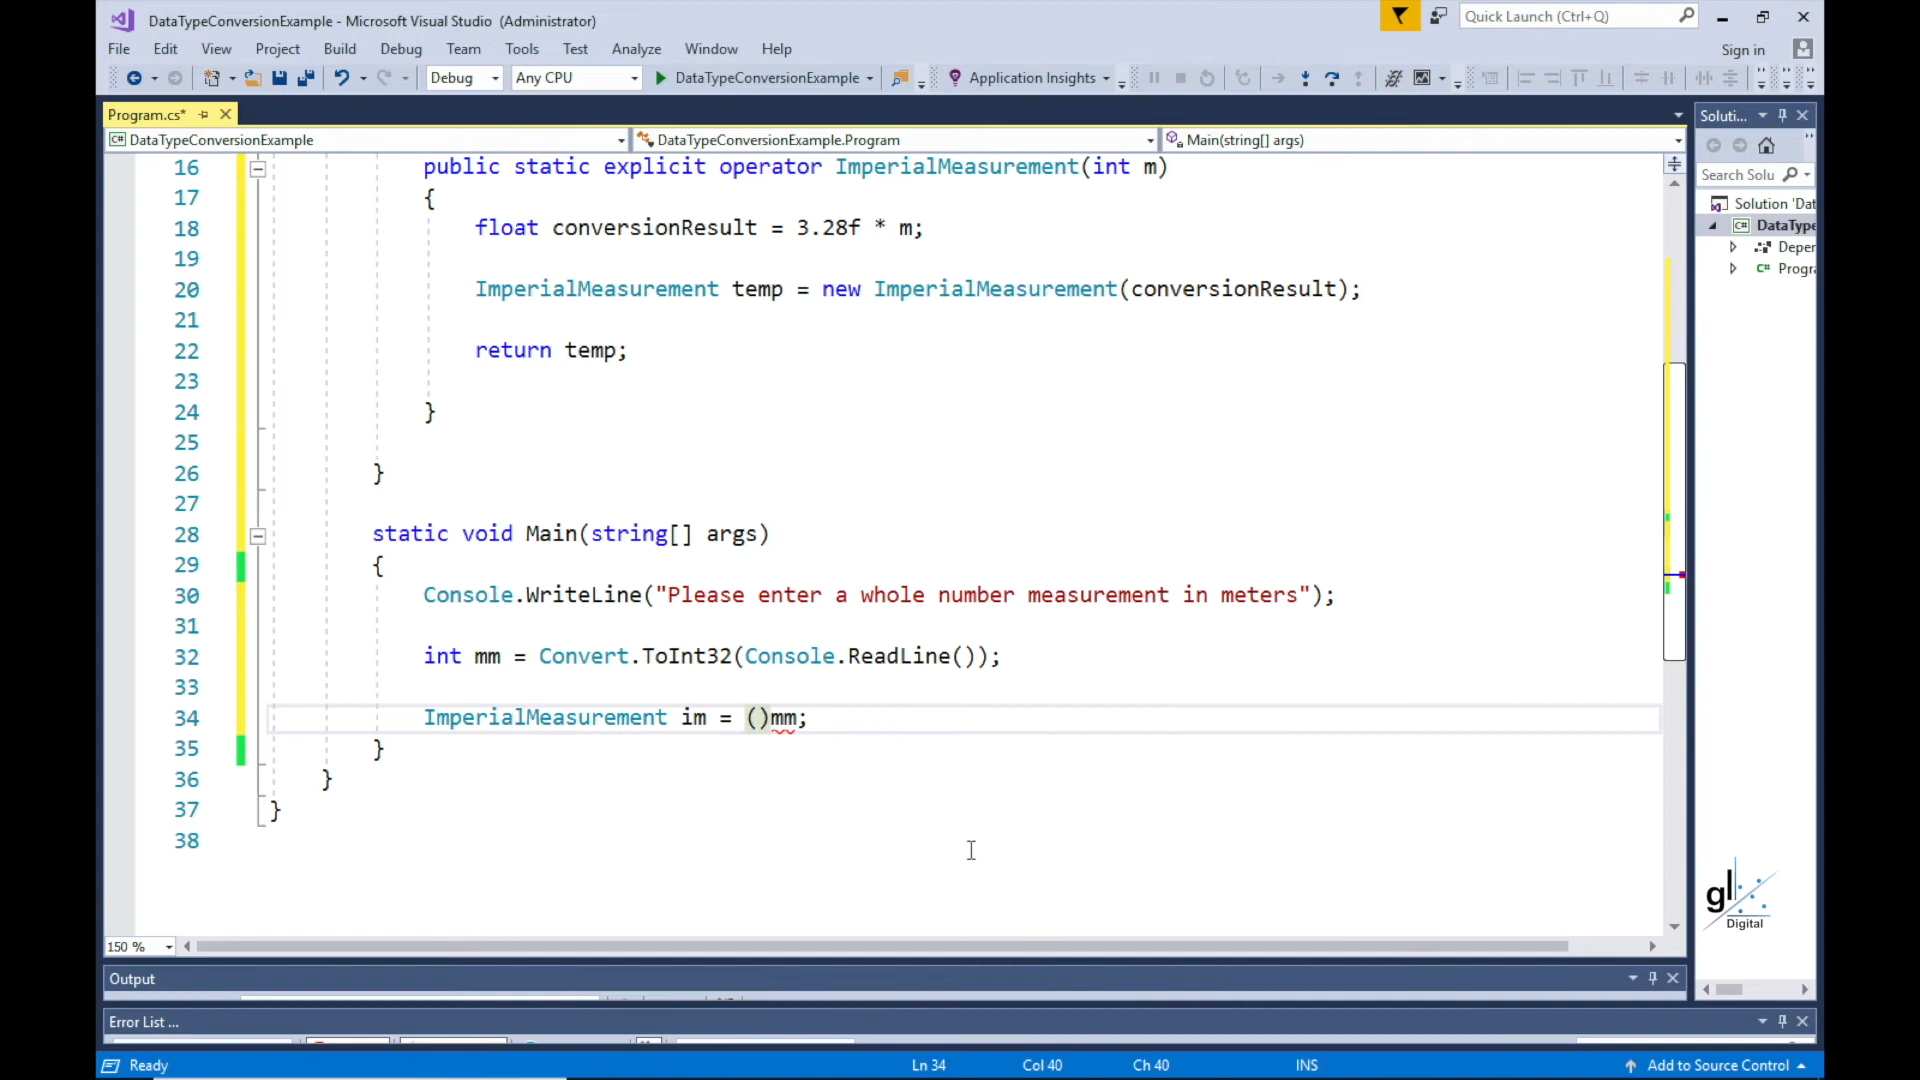 DataTypeConversionExample - Microsoft Visual Studio (Administrator)
Quick Launch (Ctrl+Q)
File Edit View Project Build Debug Team Tools Test Analyze Window Help
Sign in
Debug Any CPU DataTypeConversionExample Application Insights
Program.cs*
Soluti...
DataTypeConversionExample DataTypeConversionExample.Program Main(string[] args)
Search Solu
Solution 'Dat
DataType
Deper
Progra
16 public static explicit operator ImperialMeasurement(int m)
17 {
18 float conversionResult = 3.28f * m;
19
20 ImperialMeasurement temp = new ImperialMeasurement(conversionResult);
21
22 return temp;
23
24 }
25
26 }
27
28 static void Main(string[] args)
29 {
30 Console.WriteLine("Please enter a whole number measurement in meters");
31
32 int mm = Convert.ToInt32(Console.ReadLine());
33
34 ImperialMeasurement im = ()mm;
35 }
36 }
37 }
38
gl
Digital
150 %
Output
Error List ...
Ready Ln 34 Col 40 Ch 40 INS Add to Source Control